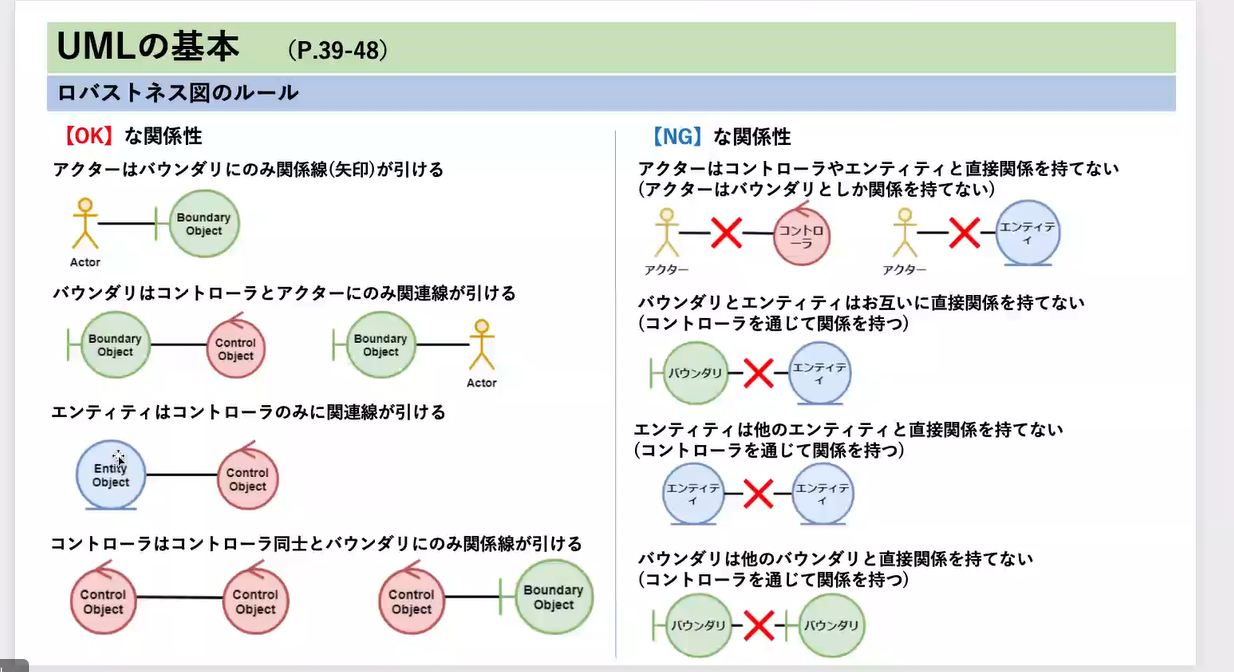 UMLの基本 （P.39-48）
ロバストネス図のルール
【OK】な関係性
アクターはバウンダリにのみ関係線(矢印)が引ける
Boundary
Object
Actor
バウンダリはコントローラとアクターにのみ関連線が引ける
Boundary
Object
Control
Object
Boundary
Object
Actor
エンティティはコントローラのみに関連線が引ける
Entity
Object
Control
Object
コントローラはコントローラ同士とバウンダリにのみ関係線が引ける
Control
Object
Control
Object
Control
Object
Boundary
Object
【NG】な関係性
アクターはコントローラやエンティティと直接関係を持てない
(アクターはバウンダリとしか関係を持てない)
コントロ
ーラ
アクター
エンティテ
ィ
アクター
バウンダリとエンティティはお互いに直接関係を持てない
(コントローラを通じて関係を持つ)
バウンダリ
エンティテ
ィ
エンティティは他のエンティティと直接関係を持てない
(コントローラを通じて関係を持つ)
エンティテ
ィ
エンティテ
ィ
バウンダリは他のバウンダリと直接関係を持てない
(コントローラを通じて関係を持つ)
バウンダリ
バウンダリ